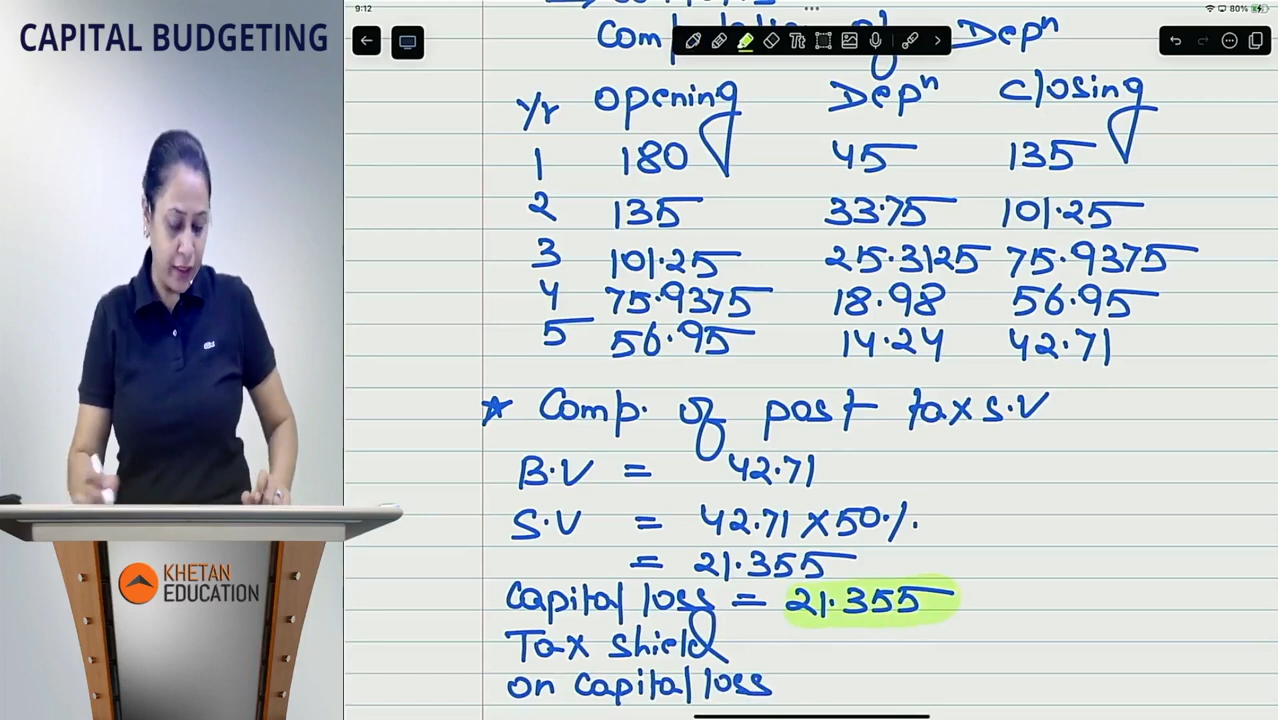 CAPITAL BUDGETING
9:12
80%
Depⁿ
Yr Opening Depⁿ Closing
1 180 45 135
2 135 33.75 101.25
3 101.25 25.3125 75.9375
4 75.9375 18.98 56.95
5 56.95 14.24 42.71
* Comp. of post tax S.V
B.V = 42.71
S.V = 42.71 X 50%
= 21.355
Capital loss = 21.355
Tax shield
on capital loss
KHETAN
EDUCATION